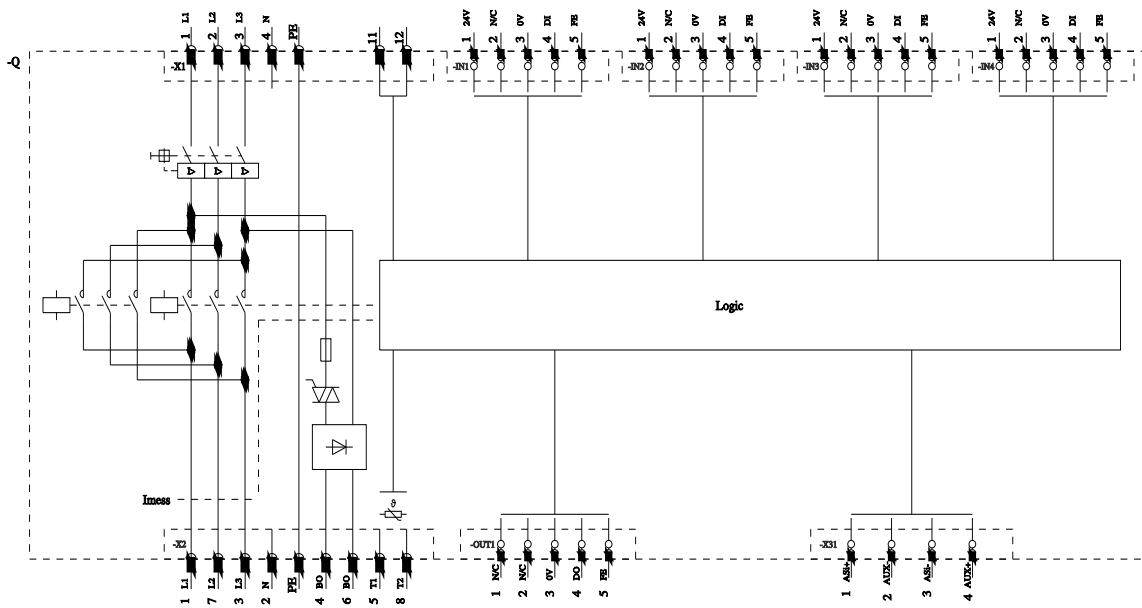 L1 L2 L3 N
1 2 3 4 PE 11 12
24V N/C 0V DI FE
1 2 3 4 5
24V N/C 0V DI FE
1 2 3 4 5
24V N/C 0V DI FE
1 2 3 4 5
24V N/C 0V DI FE
1 2 3 4 5
-Q
-X1
-IN1
-IN2
-IN3
-IN4
Logic
Imess
ϑ
-X2
-OUT1
-X31
L1 L2 L3 N PE BO BO T1 T2
1 7 3 2 4 6 5 8
N/C N/C 0V DO FE
1 2 3 4 5
ASi+ AUX- ASi- AUX+
1 2 3 4